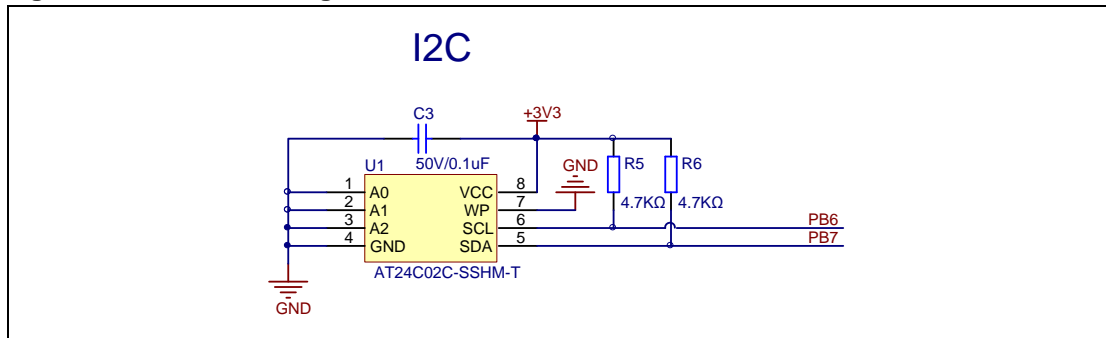 I2C
C3
+3V3
50V/0.1uF
GND
R5
R6
4.7KΩ
4.7KΩ
U1
1 A0 VCC 8
2 A1 WP 7
3 A2 SCL 6
4 GND SDA 5
PB6
PB7
AT24C02C-SSHM-T
GND